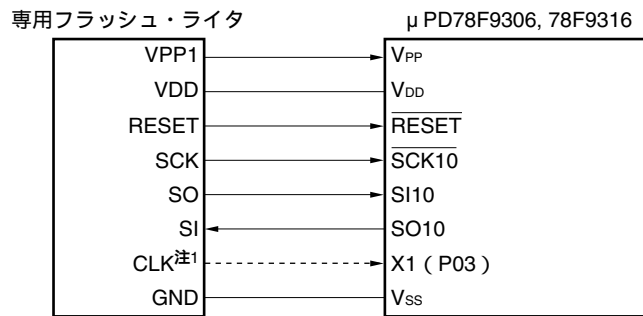 専用フラッシュ・ライタ μPD78F9306, 78F9316
VPP1 VPP
VDD VDD
RESET RESET
SCK SCK10
SO SI10
SI SO10
CLK注1 X1（P03）
GND VSS